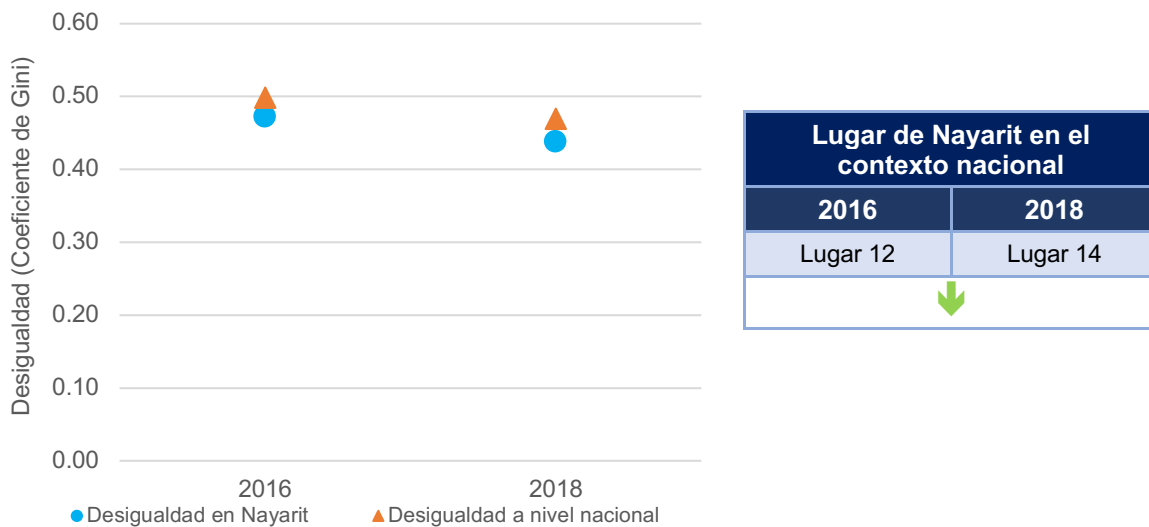 0.60
0.50
0.40
0.30
0.20
0.10
0.00
Desigualdad (Coeficiente de Gini)
2016
2018
Desigualdad en Nayarit
Desigualdad a nivel nacional
Lugar de Nayarit en el
contexto nacional
2016
2018
Lugar 12
Lugar 14